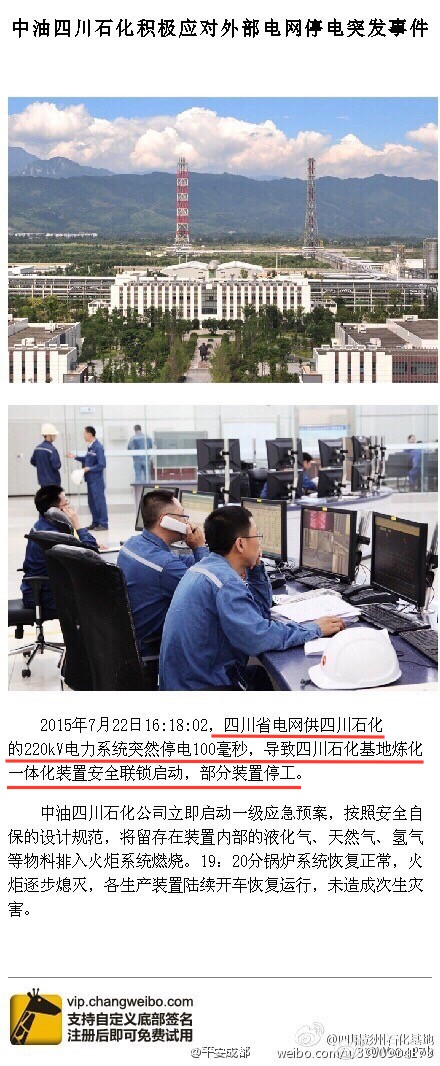 中油四川石化积极应对外部电网停电突发事件
2015年7月22日16:18:02，四川省电网供四川石化
的220kV电力系统突然停电100毫秒，导致四川石化基地炼化
一体化装置安全联锁启动，部分装置停工。
中油四川石化公司立即启动一级应急预案，按照安全自
保的设计规范，将留存在装置内部的液化气、天然气、氢气
等物料排入火炬系统燃烧。19：20分锅炉系统恢复正常，火
炬逐步熄灭，各生产装置陆续开车恢复运行，未造成次生灾
害。
vip.changweibo.com
支持自定义底部签名
注册后即可免费试用
@四川彭州石化基地
@平安成都